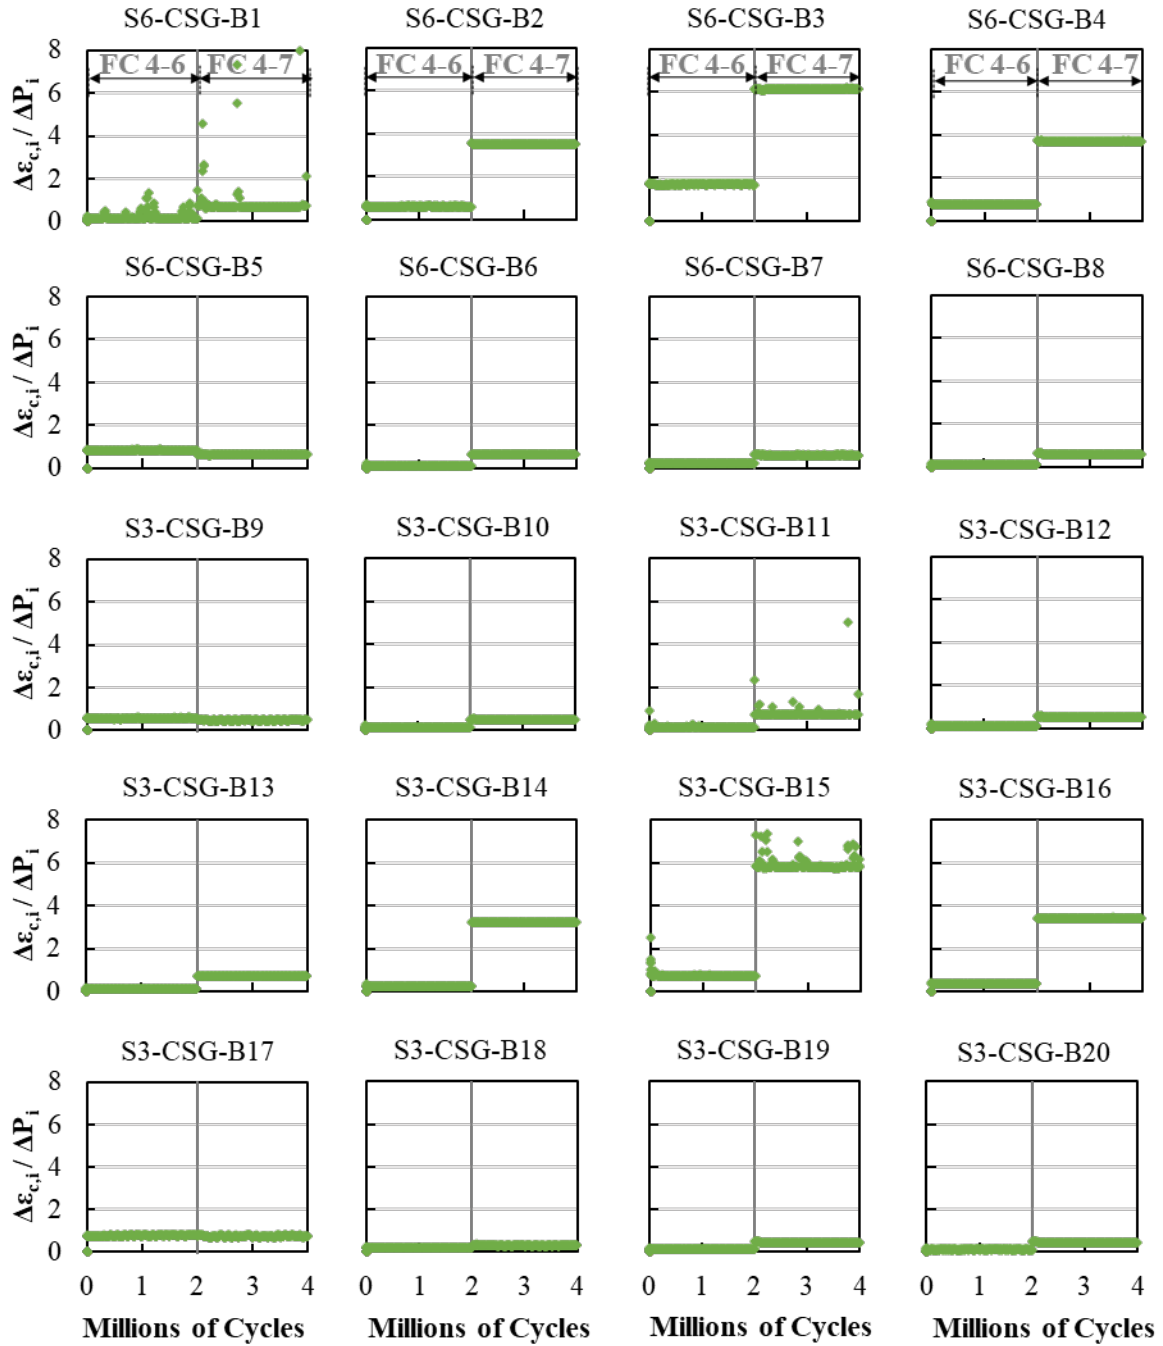 S6-CSG-B1 S6-CSG-B2 S6-CSG-B3 S6-CSG-B4
FC 4-6 FC 4-7 FC 4-6 FC 4-7 FC 4-6 FC 4-7 FC 4-6 FC 4-7
Δεc,i / ΔPi
8
6
4
2
0
S6-CSG-B5 S6-CSG-B6 S6-CSG-B7 S6-CSG-B8
Δεc,i / ΔPi
8
6
4
2
0
S3-CSG-B9 S3-CSG-B10 S3-CSG-B11 S3-CSG-B12
Δεc,i / ΔPi
8
6
4
2
0
S3-CSG-B13 S3-CSG-B14 S3-CSG-B15 S3-CSG-B16
Δεc,i / ΔPi
8
6
4
2
0
S3-CSG-B17 S3-CSG-B18 S3-CSG-B19 S3-CSG-B20
Δεc,i / ΔPi
8
6
4
2
0
0 1 2 3 4 0 1 2 3 4 0 1 2 3 4 0 1 2 3 4
Millions of Cycles Millions of Cycles Millions of Cycles Millions of Cycles